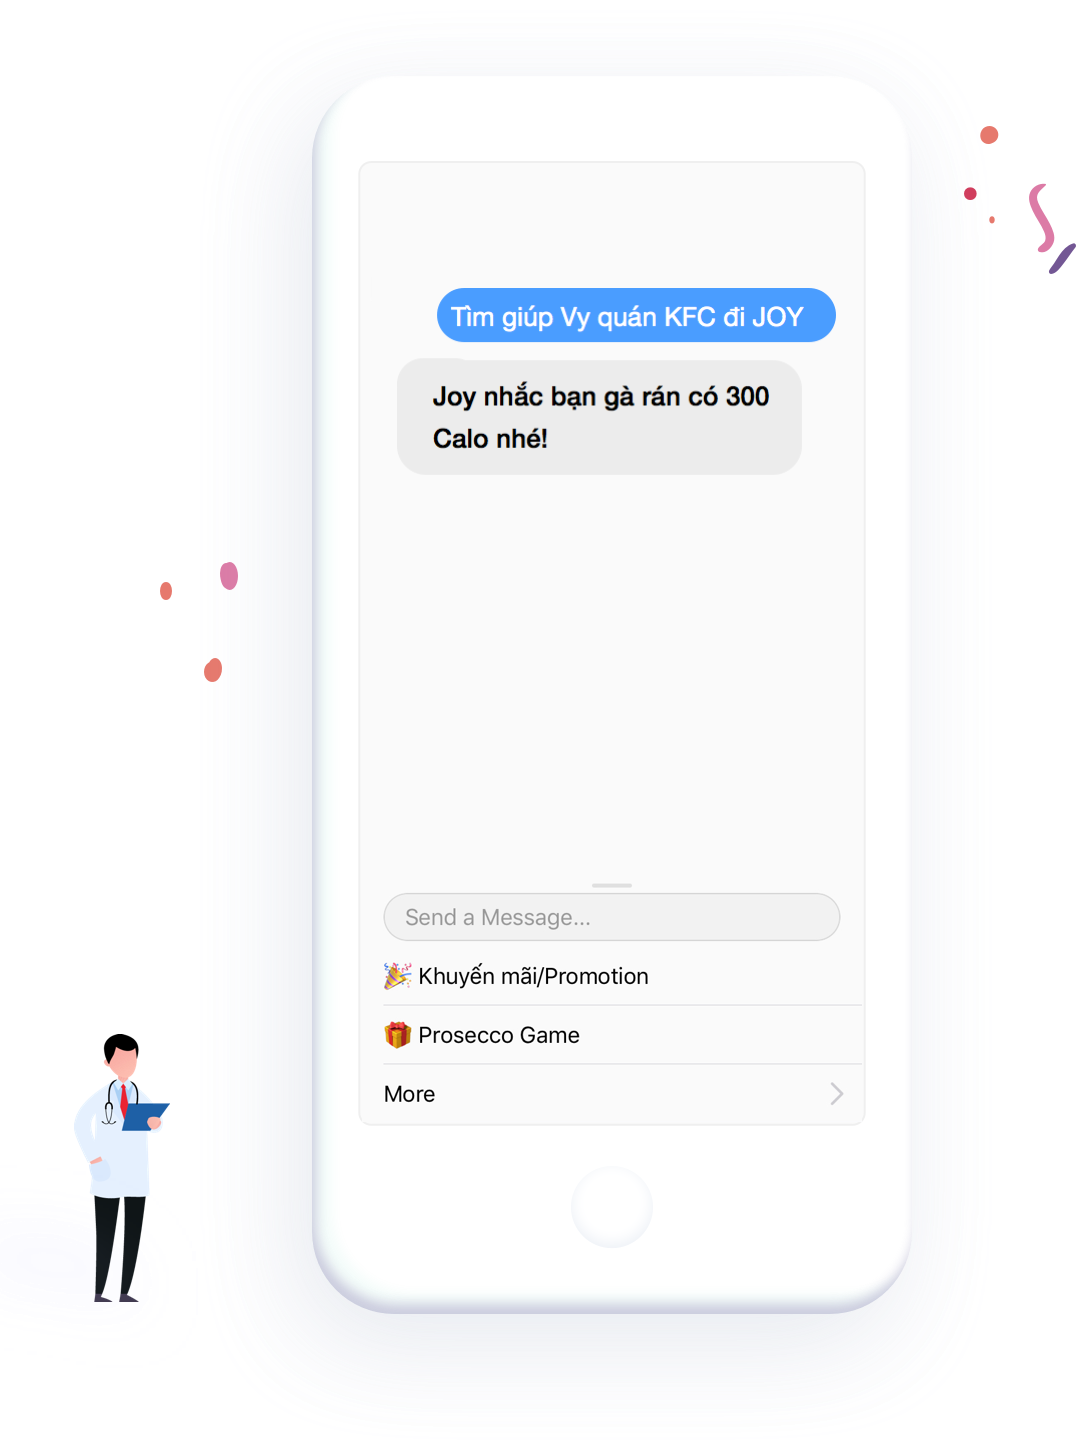 Tìm giúp Vy quán KFC đi JOY
Joy nhắc bạn gà rán có 300
Calo nhé!
Send a Message...
🎉 Khuyến mãi/Promotion
🎁 Prosecco Game
More